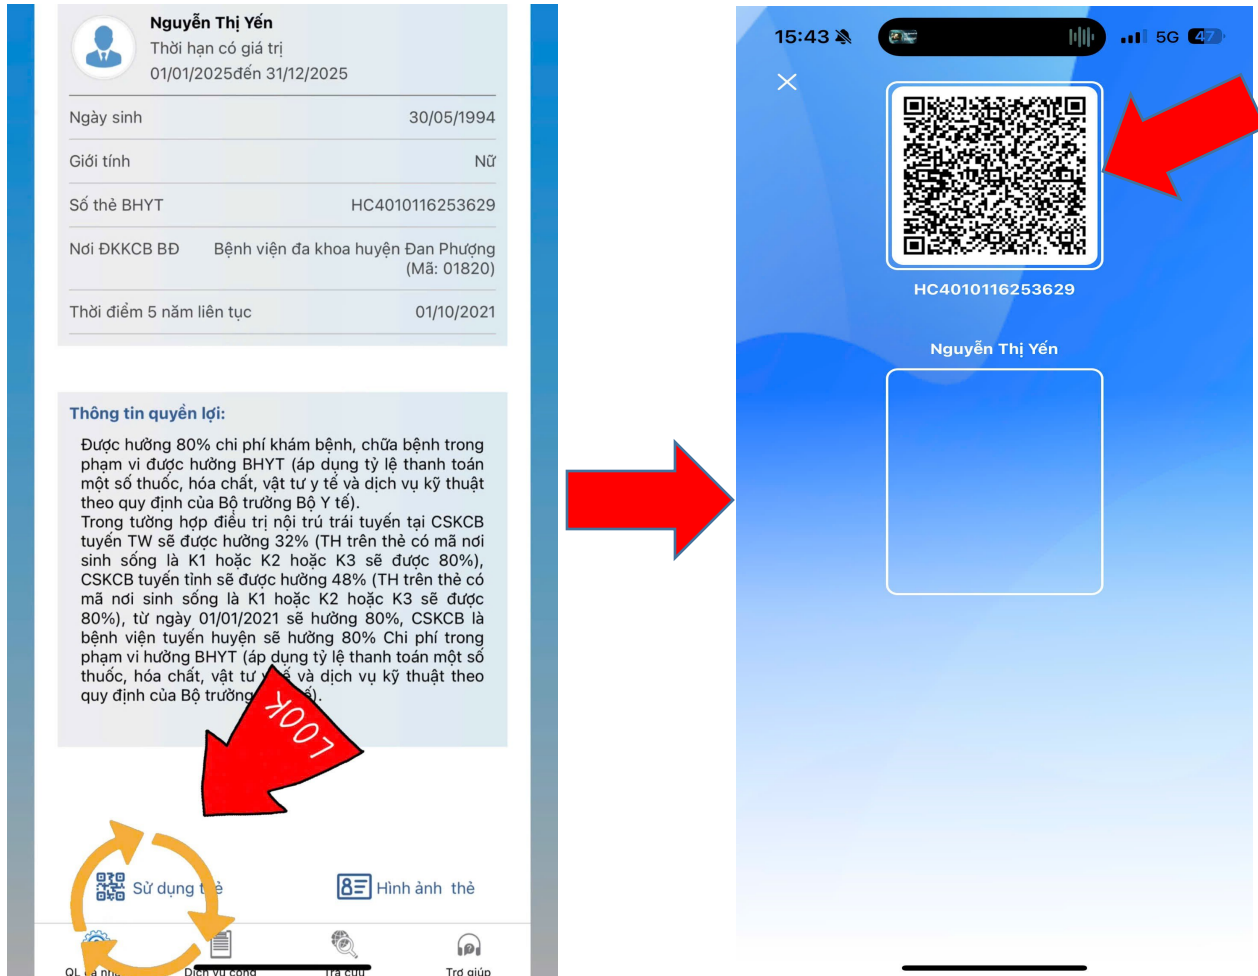 Nguyễn Thị Yến
Thời hạn có giá trị
01/01/2025đến 31/12/2025
Ngày sinh 30/05/1994
Giới tính Nữ
Số thẻ BHYT HC4010116253629
Nơi ĐKKCB BĐ Bệnh viện đa khoa huyện Đan Phượng
(Mã: 01820)
Thời điểm 5 năm liên tục 01/10/2021
Thông tin quyền lợi:
Được hưởng 80% chi phí khám bệnh, chữa bệnh trong
phạm vi được hưởng BHYT (áp dụng tỷ lệ thanh toán
một số thuốc, hóa chất, vật tư y tế và dịch vụ kỹ thuật
theo quy định của Bộ trưởng Bộ Y tế).
Trong tường hợp điều trị nội trú trái tuyến tại CSKCB
tuyến TW sẽ được hưởng 32% (TH trên thẻ có mã nơi
sinh sống là K1 hoặc K2 hoặc K3 sẽ được 80%),
CSKCB tuyến tỉnh sẽ được hưởng 48% (TH trên thẻ có
mã nơi sinh sống là K1 hoặc K2 hoặc K3 sẽ được
80%), từ ngày 01/01/2021 sẽ hưởng 80%, CSKCB là
bệnh viện tuyến huyện sẽ hưởng 80% Chi phí trong
phạm vi hưởng BHYT (áp dụng tỷ lệ thanh toán một số
thuốc, hóa chất, vật tư y tế và dịch vụ kỹ thuật theo
quy định của Bộ trưởng
LOOK
Sử dụng thẻ
Hình ảnh thẻ
QL cá nhân
Dịch vụ công
Tra cứu
Trợ giúp
15:43
5G 47
HC4010116253629
Nguyễn Thị Yến